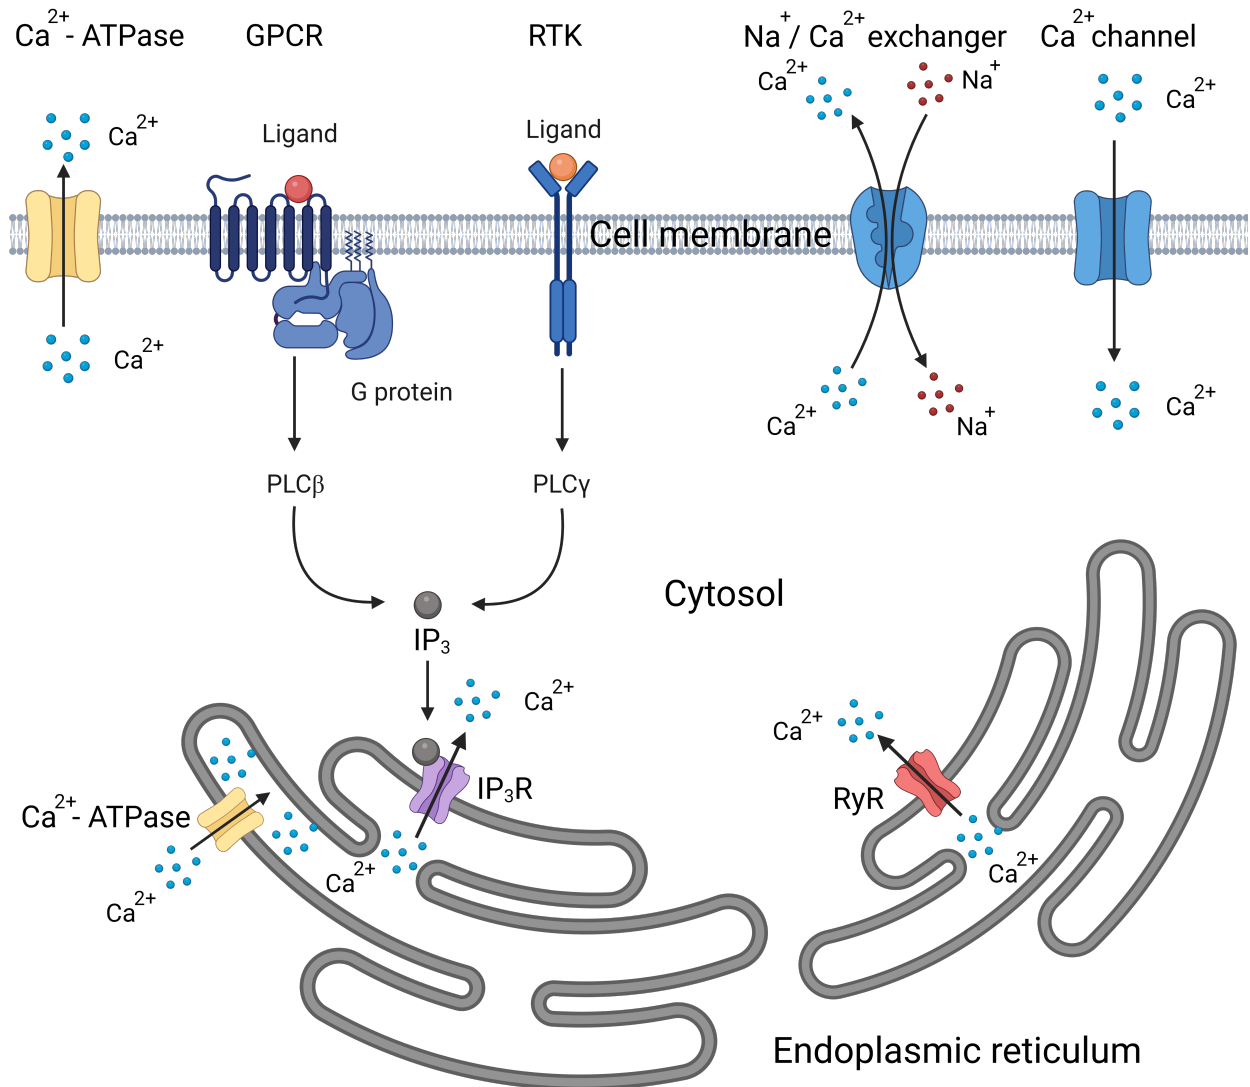 Ca²⁺- ATPase
GPCR
RTK
Na⁺/ Ca²⁺ exchanger
Ca²⁺ channel
Ca²⁺
Na⁺
Ca²⁺
Ca²⁺
Ligand
Ligand
Cell membrane
Ca²⁺
G protein
Ca²⁺
Na⁺
Ca²⁺
PLCβ
PLCγ
Cytosol
IP₃
Ca²⁺
Ca²⁺
IP₃R
RyR
Ca²⁺- ATPase
Ca²⁺
Ca²⁺
Ca²⁺
Endoplasmic reticulum